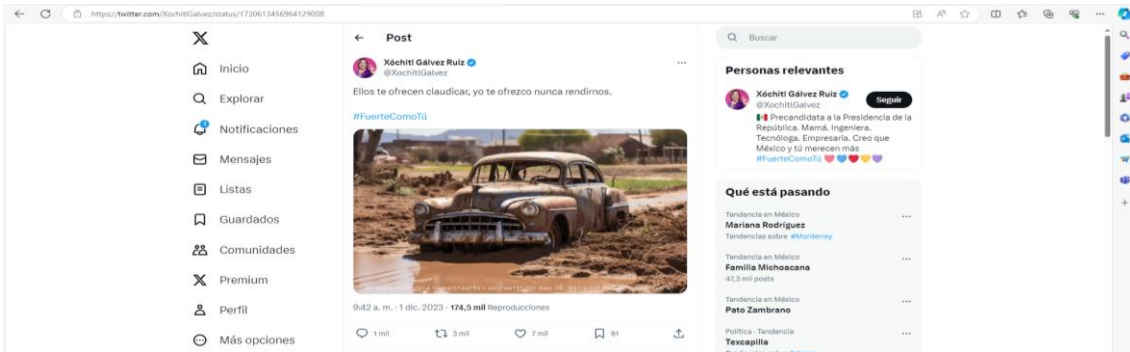 https://twitter.com/XochitlGalvez/status/1730613456964129008
Inicio
Explorar
Notificaciones
Mensajes
Listas
Guardados
Comunidades
Premium
Perfil
Más opciones
Post
Xóchitl Gálvez Ruiz
@XochitlGalvez
Ellos te ofrecen claudicar, yo te ofrezco nunca rendirnos.
#FuerteComoTú
9:42 a. m. · 1 dic. 2023 · 174,5 mil Reproducciones
1 mil
3 mil
7 mil
61
Buscar
Personas relevantes
Xóchitl Gálvez Ruiz
@XochitlGalvez
Seguir
Precandidata a la Presidencia de la
República. Mamá. Ingeniera.
Tecnóloga. Empresaria. Creo que
México y tú merecen más
#FuerteComoTú
Qué está pasando
Tendencia en México
Mariana Rodríguez
Tendencias sobre #Monterrey
Tendencia en México
Familia Michoacana
47,3 mil posts
Tendencia en México
Pato Zambrano
Política · Tendencia
Texcapilla